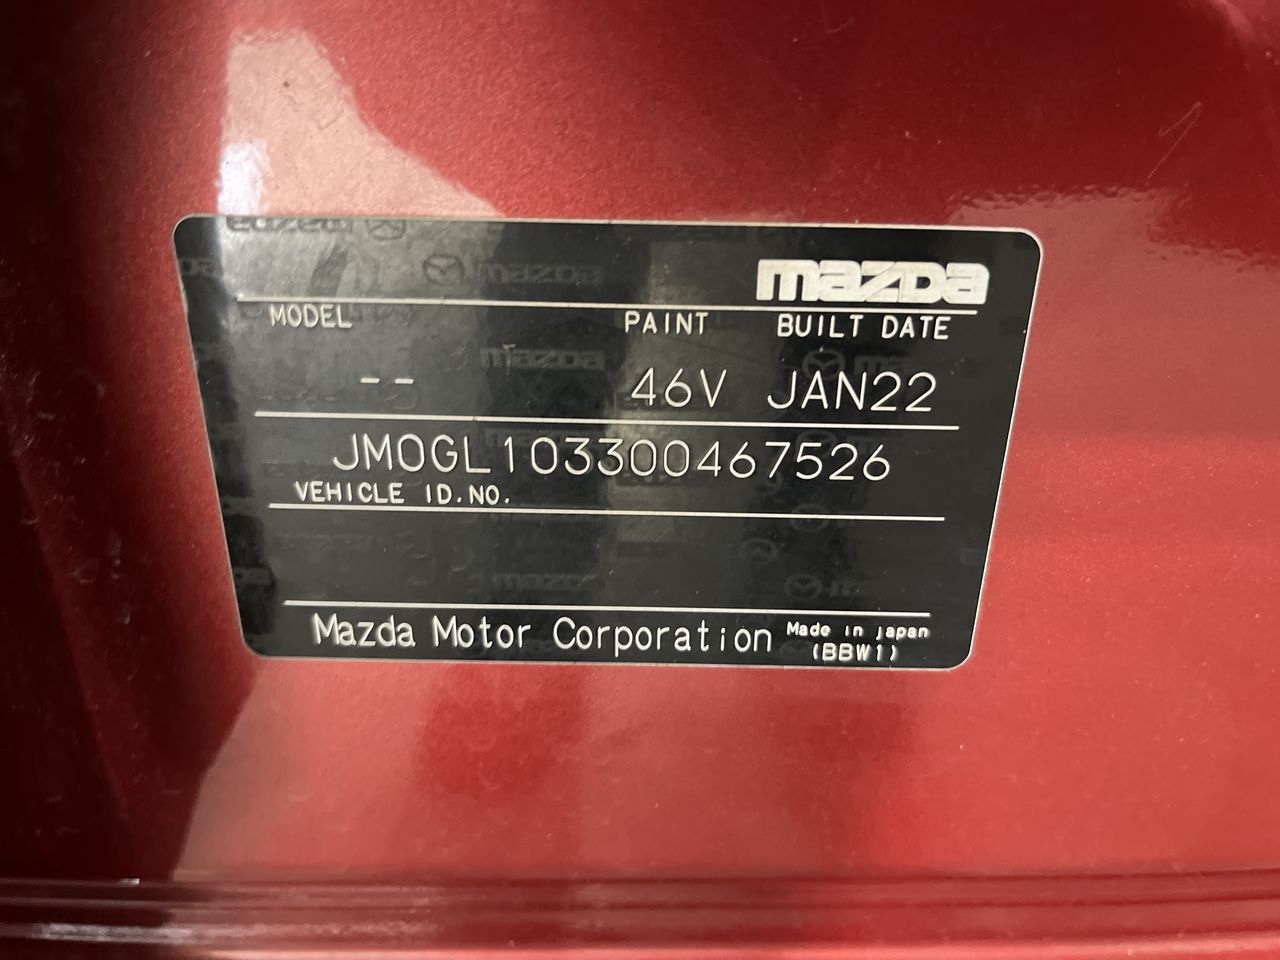 mazda
MODEL PAINT BUILT DATE
-- 46V JAN22
JM0GL103300467526
VEHICLE ID.NO.
Mazda Motor Corporation Made in japan
(BBW1)